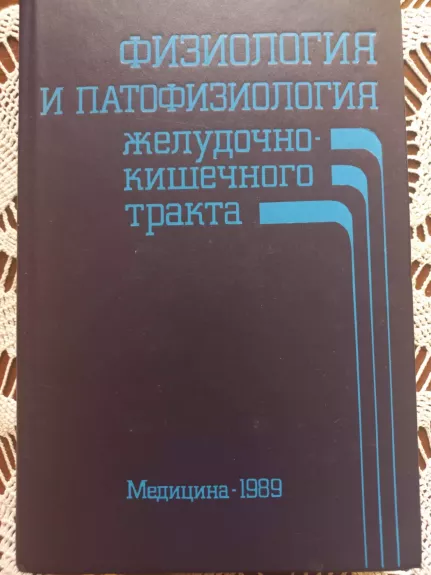 ФИЗИОЛОГИЯ
И ПАТОФИЗИОЛОГИЯ
желудочно-
кишечного
тракта
Медицина - 1989